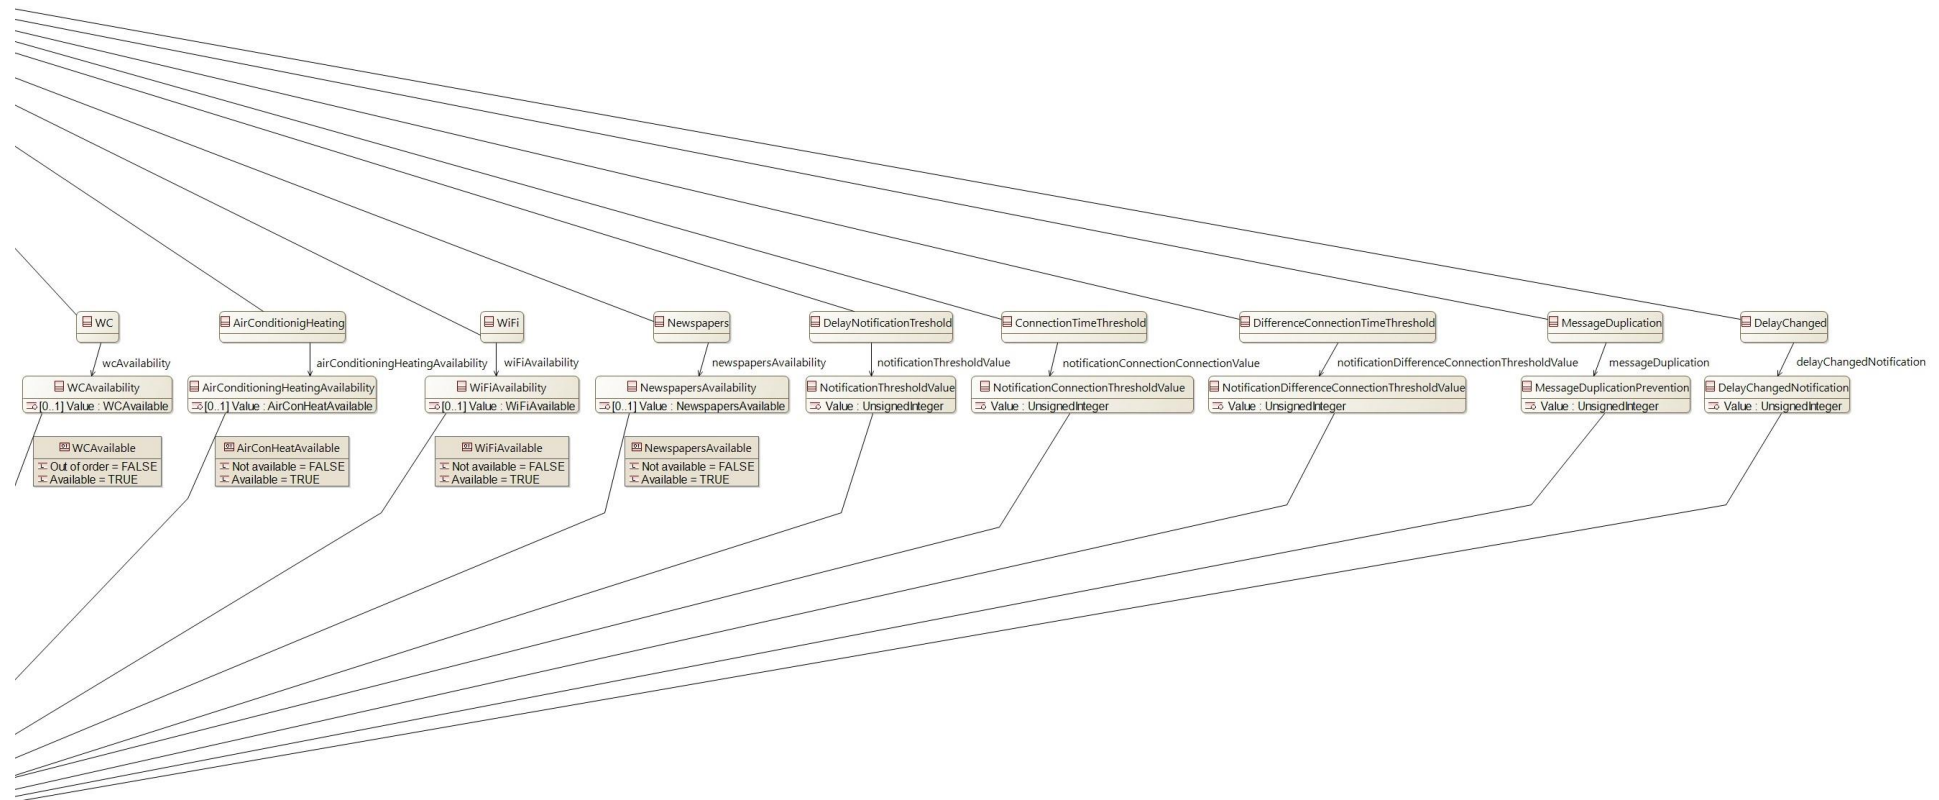 WC
AirConditionigHeating
WiFi
Newspapers
DelayNotificationTreshold
ConnectionTimeThreshold
DifferenceConnectionTimeThreshold
MessageDuplication
DelayChanged
wcAvailability
airConditioningHeatingAvailability
wiFiAvailability
newspapersAvailability
notificationThresholdValue
notificationConnectionConnectionValue
notificationDifferenceConnectionThresholdValue
messageDuplication
delayChangedNotification
WCAvailability
[0..1] Value : WCAvailable
AirConditioningHeatingAvailability
[0..1] Value : AirConHeatAvailable
WiFiAvailability
[0..1] Value : WiFiAvailable
NewspapersAvailability
[0..1] Value : NewspapersAvailable
NotificationThresholdValue
Value : UnsignedInteger
NotificationConnectionThresholdValue
Value : UnsignedInteger
NotificationDifferenceConnectionThresholdValue
Value : UnsignedInteger
MessageDuplicationPrevention
Value : UnsignedInteger
DelayChangedNotification
Value : UnsignedInteger
WCAvailable
Out of order = FALSE
Available = TRUE
AirConHeatAvailable
Not available = FALSE
Available = TRUE
WiFiAvailable
Not available = FALSE
Available = TRUE
NewspapersAvailable
Not available = FALSE
Available = TRUE